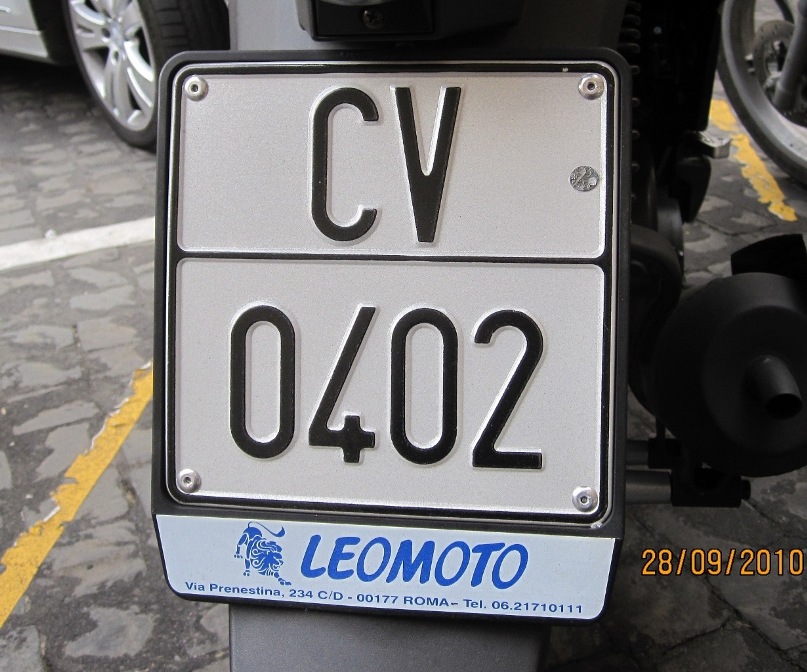 CV
0402
LEOMOTO
Via Prenestina, 234 C/D - 00177 ROMA - Tel. 06.21710111
28/09/2010